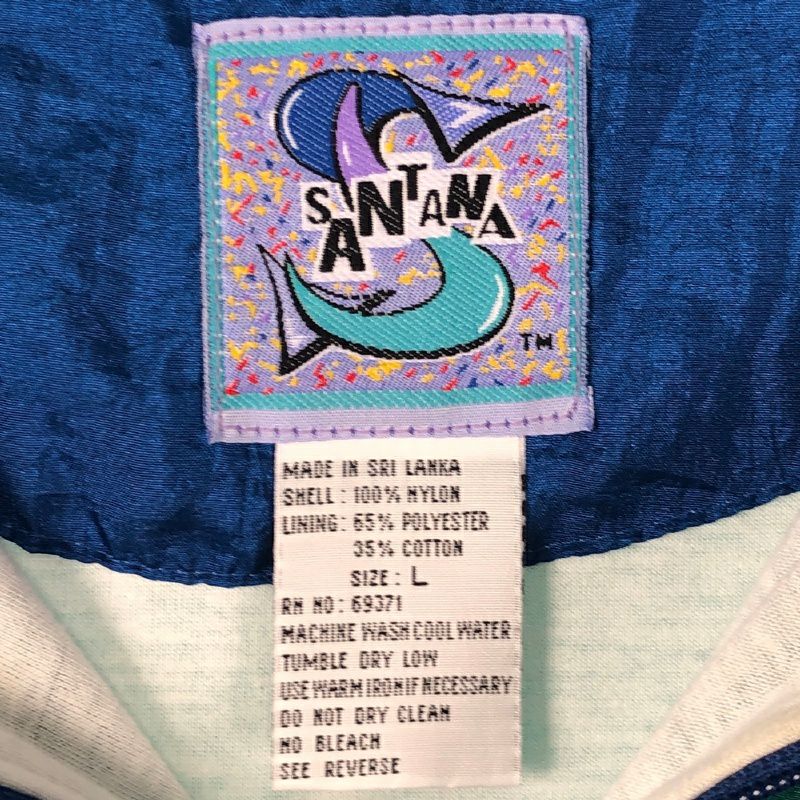 SANTANA
TM
MADE IN SRI LANKA
SHELL: 100% NYLON
LINING: 65% POLYESTER
35% COTTON
SIZE: L
RN NO: 69371
MACHINE WASH COOL WATER
TUMBLE DRY LOW
USE WARM IRON IF NECESSARY
DO NOT DRY CLEAN
NO BLEACH
SEE REVERSE